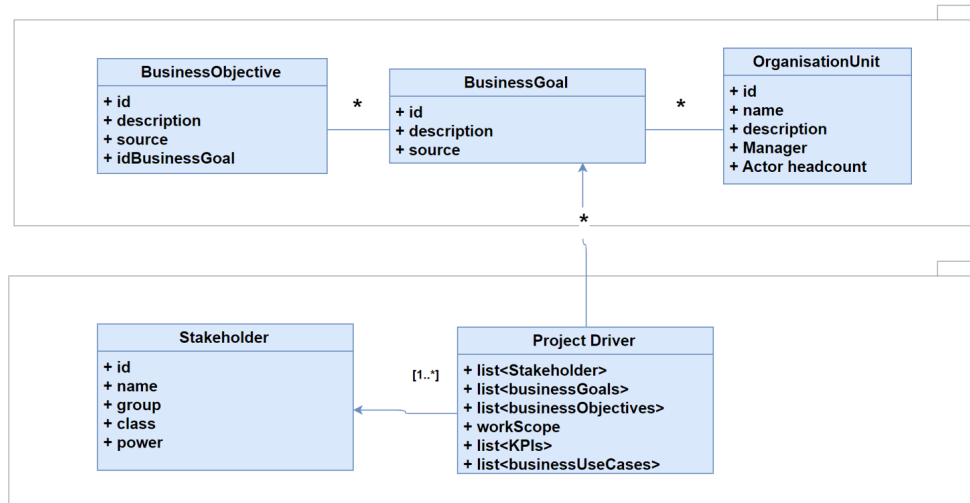 BusinessObjective
+ id
+ description
+ source
+ idBusinessGoal
*
BusinessGoal
+ id
+ description
+ source
*
OrganisationUnit
+ id
+ name
+ description
+ Manager
+ Actor headcount
*
Stakeholder
+ id
+ name
+ group
+ class
+ power
[1..*]
Project Driver
+ list<Stakeholder>
+ list<businessGoals>
+ list<businessObjectives>
+ workScope
+ list<KPIs>
+ list<businessUseCases>